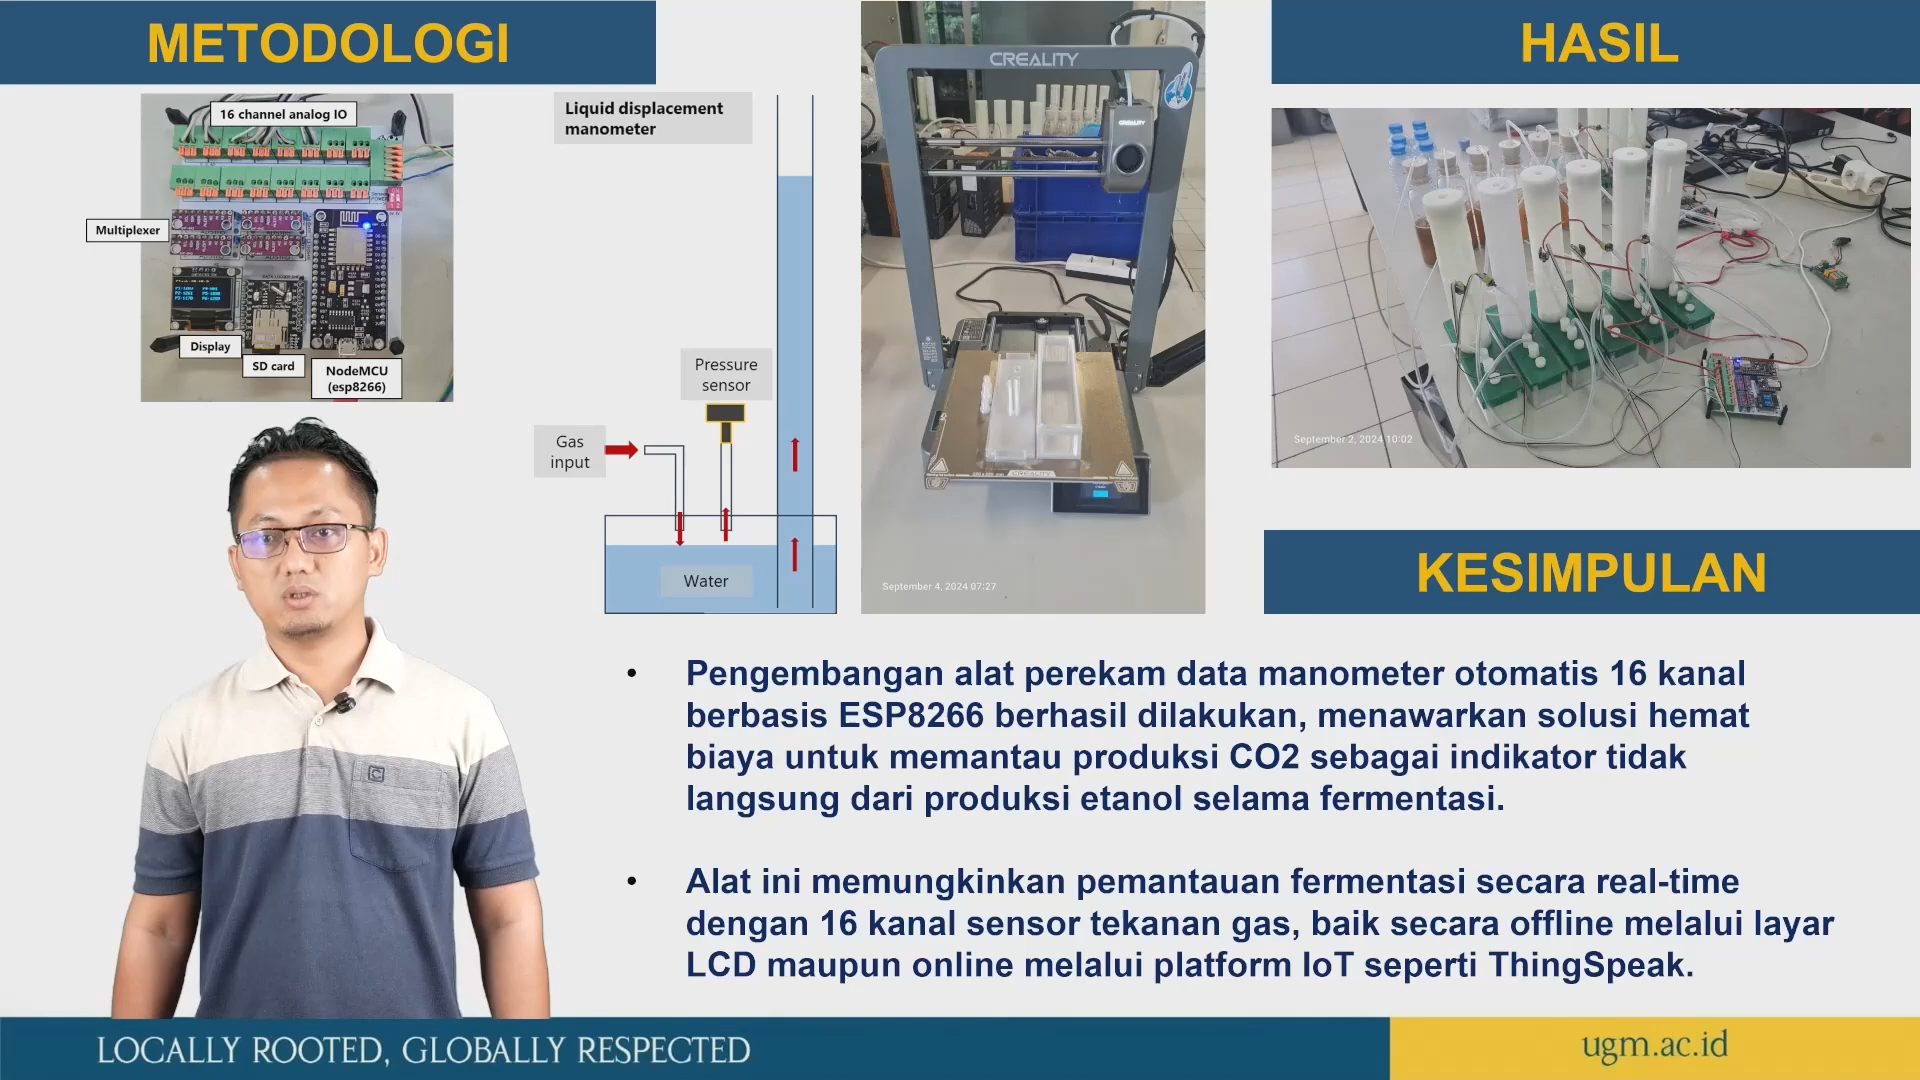 METODOLOGI
16 channel analog IO
Multiplexer
Display
SD card
NodeMCU
(esp8266)
Liquid displacement
manometer
Pressure
sensor
Gas
input
Water
CREALITY
CREALITY
CREALITY
September 4, 2024 07:27
HASIL
September 2, 2024 10:02
KESIMPULAN
• Pengembangan alat perekam data manometer otomatis 16 kanal
berbasis ESP8266 berhasil dilakukan, menawarkan solusi hemat
biaya untuk memantau produksi CO2 sebagai indikator tidak
langsung dari produksi etanol selama fermentasi.
• Alat ini memungkinkan pemantauan fermentasi secara real-time
dengan 16 kanal sensor tekanan gas, baik secara offline melalui layar
LCD maupun online melalui platform IoT seperti ThingSpeak.
LOCALLY ROOTED, GLOBALLY RESPECTED
ugm.ac.id